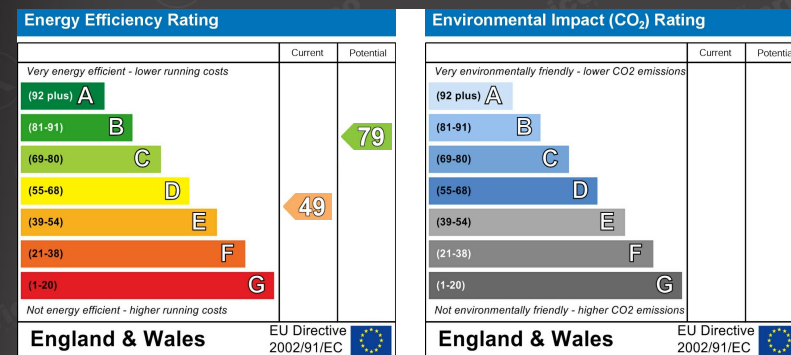 Energy Efficiency Rating
Current Potential
Very energy efficient - lower running costs
(92 plus) A
(81-91) B
(69-80) C
(55-68) D
(39-54) E
(21-38) F
(1-20) G
79
49
Not energy efficient - higher running costs
England & Wales
EU Directive
2002/91/EC
Environmental Impact (CO₂) Rating
Current Potentia
Very environmentally friendly - lower CO2 emissions
(92 plus) A
(81-91) B
(69-80) C
(55-68) D
(39-54) E
(21-38) F
(1-20) G
Not environmentally friendly - higher CO2 emissions
England & Wales
EU Directive
2002/91/EC